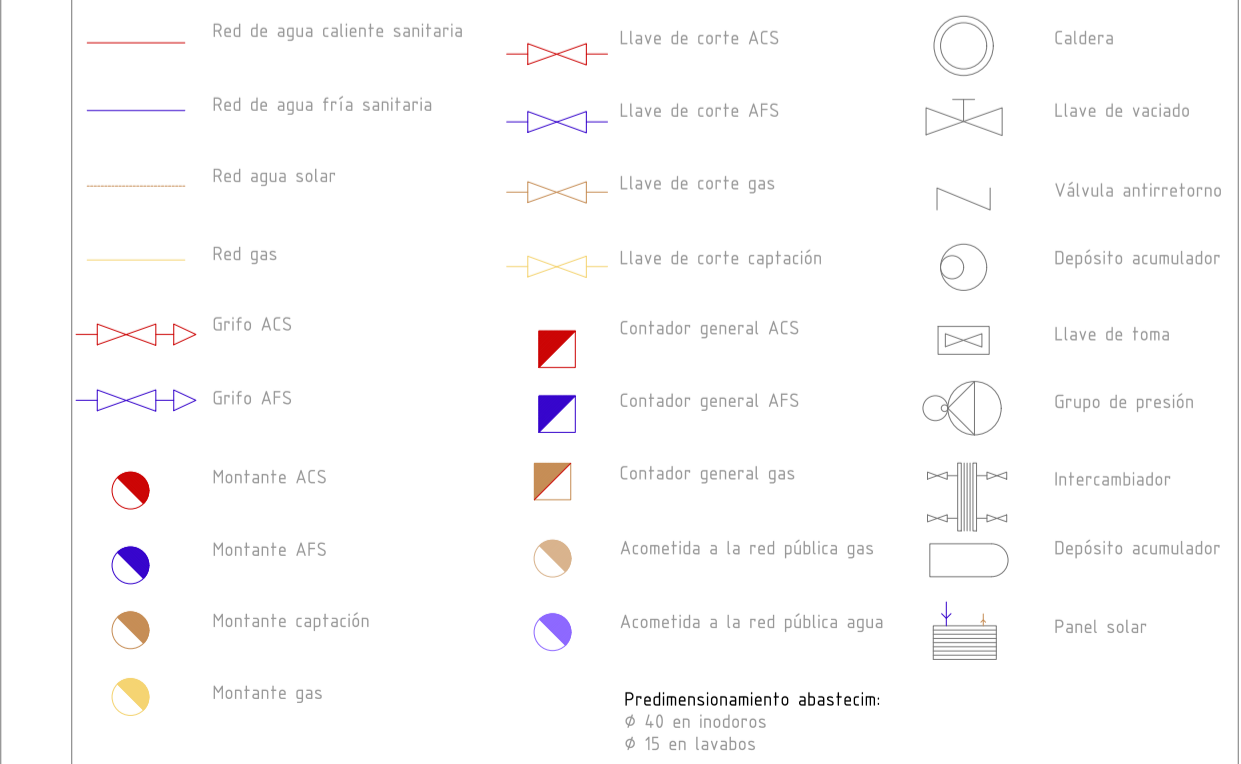 Red de agua caliente sanitaria
Red de agua fría sanitaria
Red agua solar
Red gas
Grifo ACS
Grifo AFS
Montante ACS
Montante AFS
Montante captación
Montante gas
Llave de corte ACS
Llave de corte AFS
Llave de corte gas
Llave de corte captación
Contador general ACS
Contador general AFS
Contador general gas
Acometida a la red pública gas
Acometida a la red pública agua
Predimensionamiento abastecim:
Ø 40 en inodoros
Ø 15 en lavabos
Caldera
Llave de vaciado
Válvula antirretorno
Depósito acumulador
Llave de toma
Grupo de presión
Intercambiador
Depósito acumulador
Panel solar